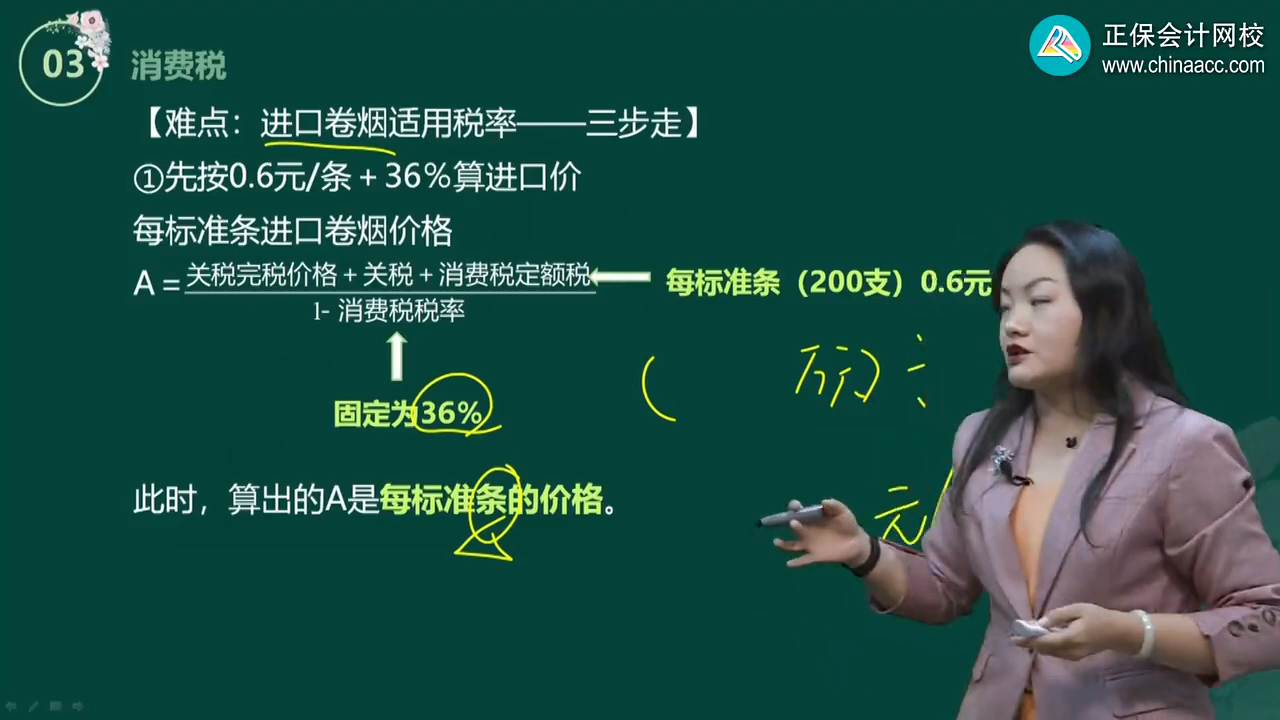 03
消费税
正保会计网校
www.chinaacc.com
【难点：进口卷烟适用税率——三步走】
①先按0.6元/条+36%算进口价
每标准条进口卷烟价格
A=
关税完税价格+关税+消费税定额税
1-消费税税率
每标准条（200支）0.6元
固定为36%
此时，算出的A是每标准条的价格。
元/